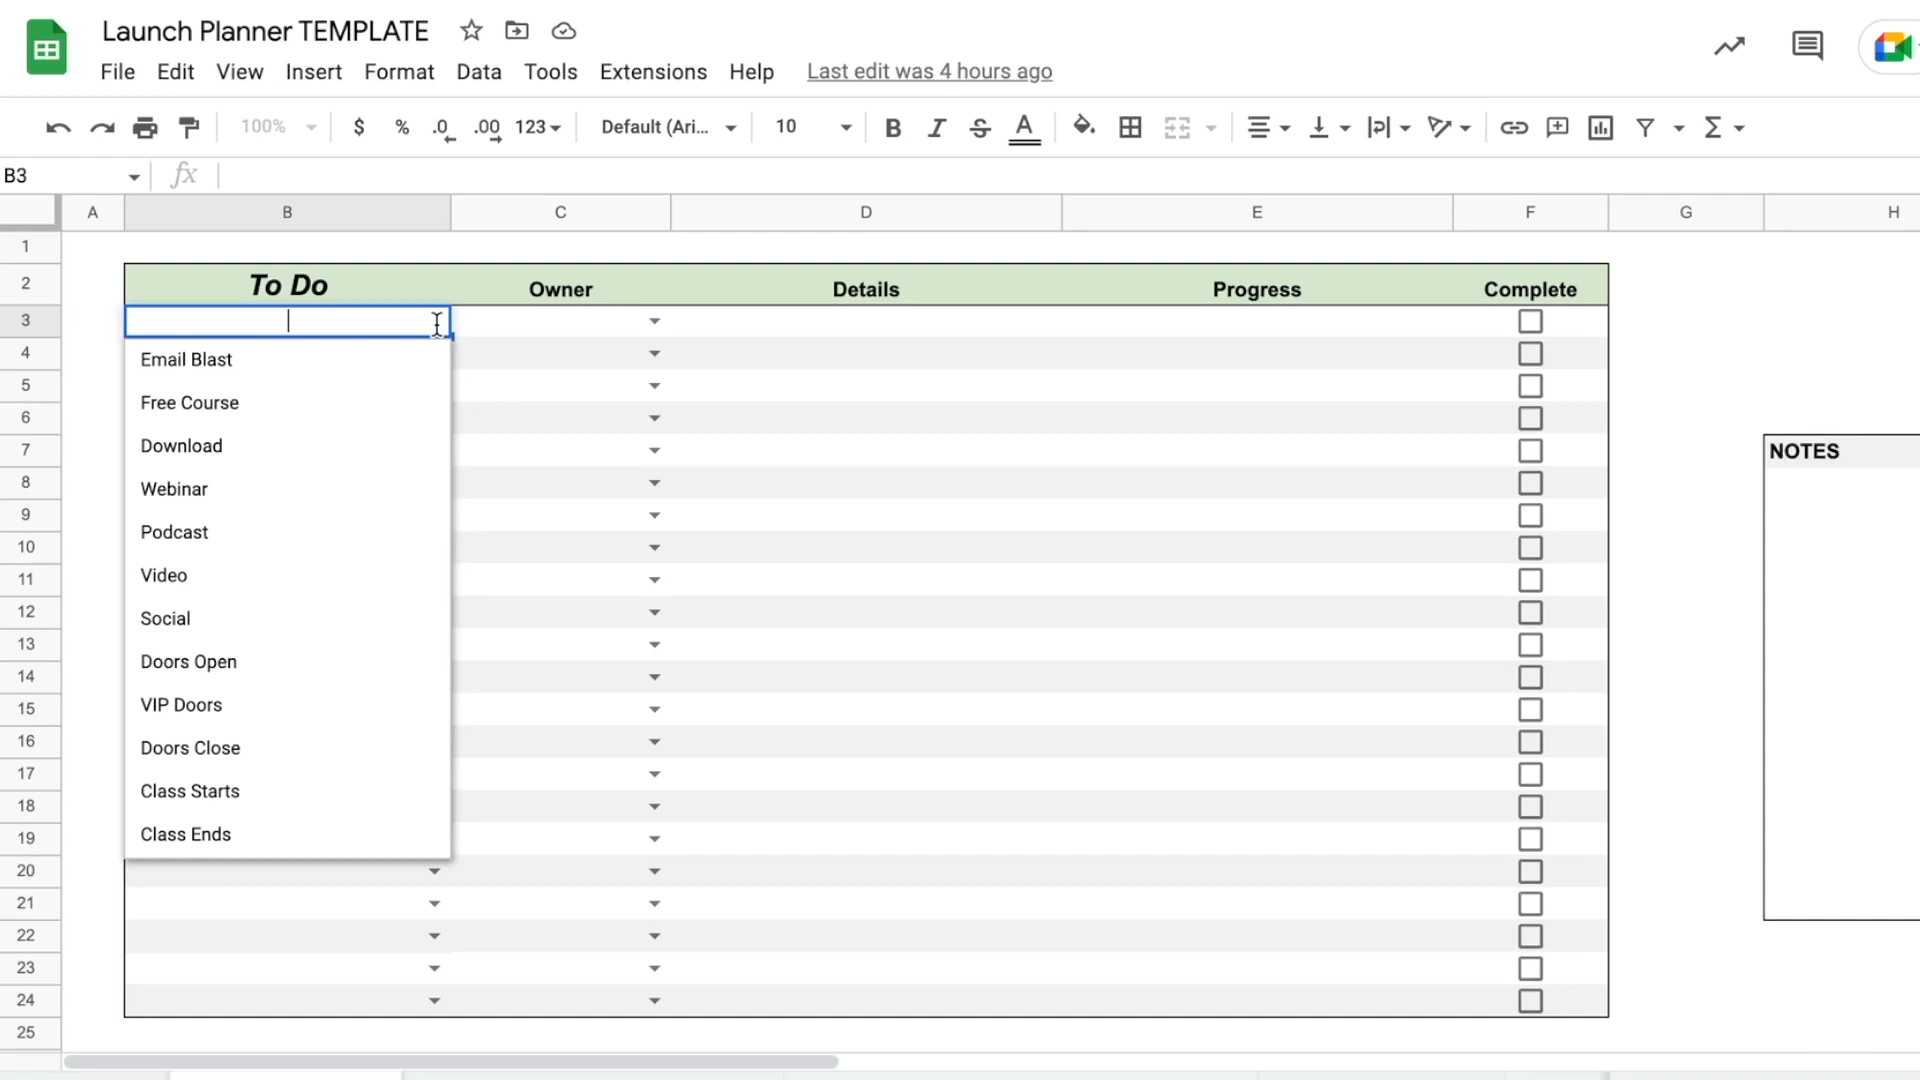 Launch Planner TEMPLATE
File Edit View Insert Format Data Tools Extensions Help Last edit was 4 hours ago
100% $ % .0 .00 123 Default (Ari... 10 B I S A Σ
B3 fx
A B C D E F G H
1
2 To Do Owner Details Progress Complete
3
4 Email Blast
5 Free Course
6 Download
7 NOTES
8 Webinar
9 Podcast
10
11 Video
12 Social
13 Doors Open
14
15 VIP Doors
16 Doors Close
17
18 Class Starts
19 Class Ends
20
21
22
23
24
25